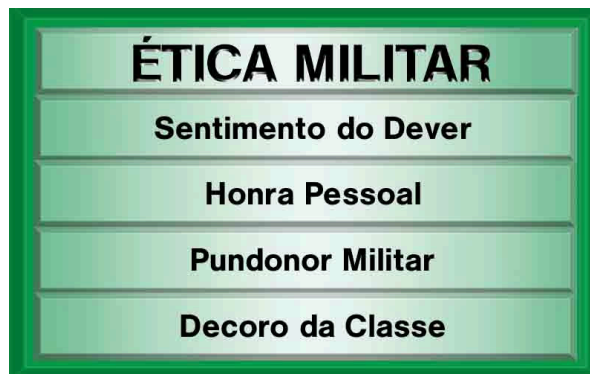 ÉTICA MILITAR
Sentimento do Dever
Honra Pessoal
Pundonor Militar
Decoro da Classe